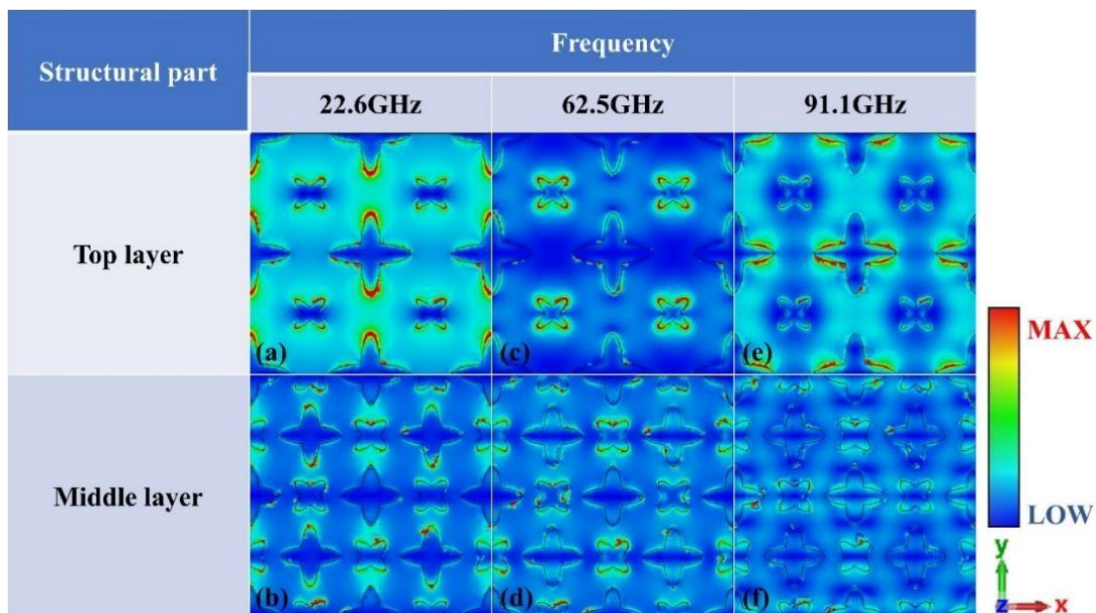 Structural part
Frequency
22.6GHz
62.5GHz
91.1GHz
Top layer
(a)
(c)
(e)
Middle layer
(b)
(d)
(f)
MAX
LOW
y
z
x